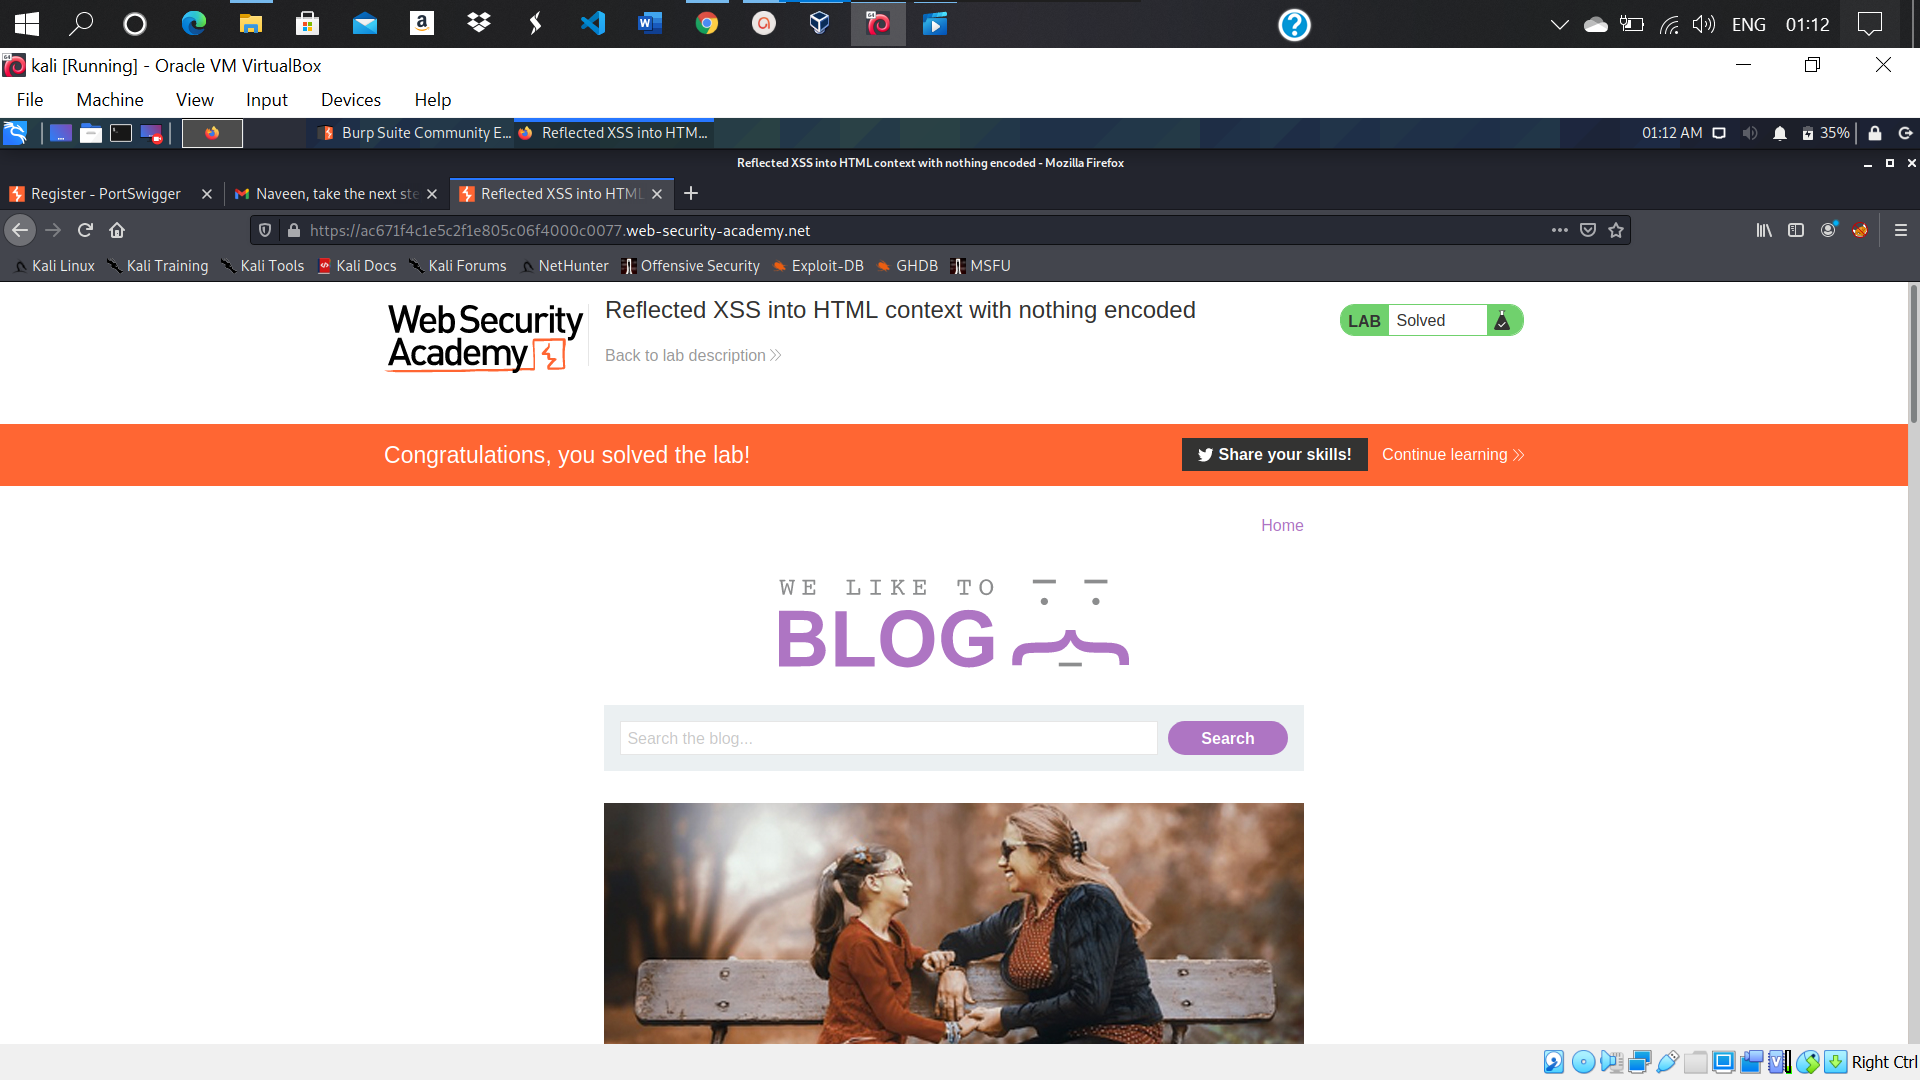 ENG 01:12
kali [Running] - Oracle VM VirtualBox
File Machine View Input Devices Help
Burp Suite Community E... Reflected XSS into HTM... 01:12 AM 35%
Reflected XSS into HTML context with nothing encoded - Mozilla Firefox
Register - PortSwigger Naveen, take the next ste Reflected XSS into HTML
https://ac671f4c1e5c2f1e805c06f4000c0077.web-security-academy.net
Kali Linux Kali Training Kali Tools Kali Docs Kali Forums NetHunter Offensive Security Exploit-DB GHDB MSFU
Web Security
Academy
Reflected XSS into HTML context with nothing encoded
Back to lab description
LAB Solved
Congratulations, you solved the lab!
Share your skills! Continue learning
Home
WE LIKE TO
BLOG
Search the blog... Search
Right Ctrl